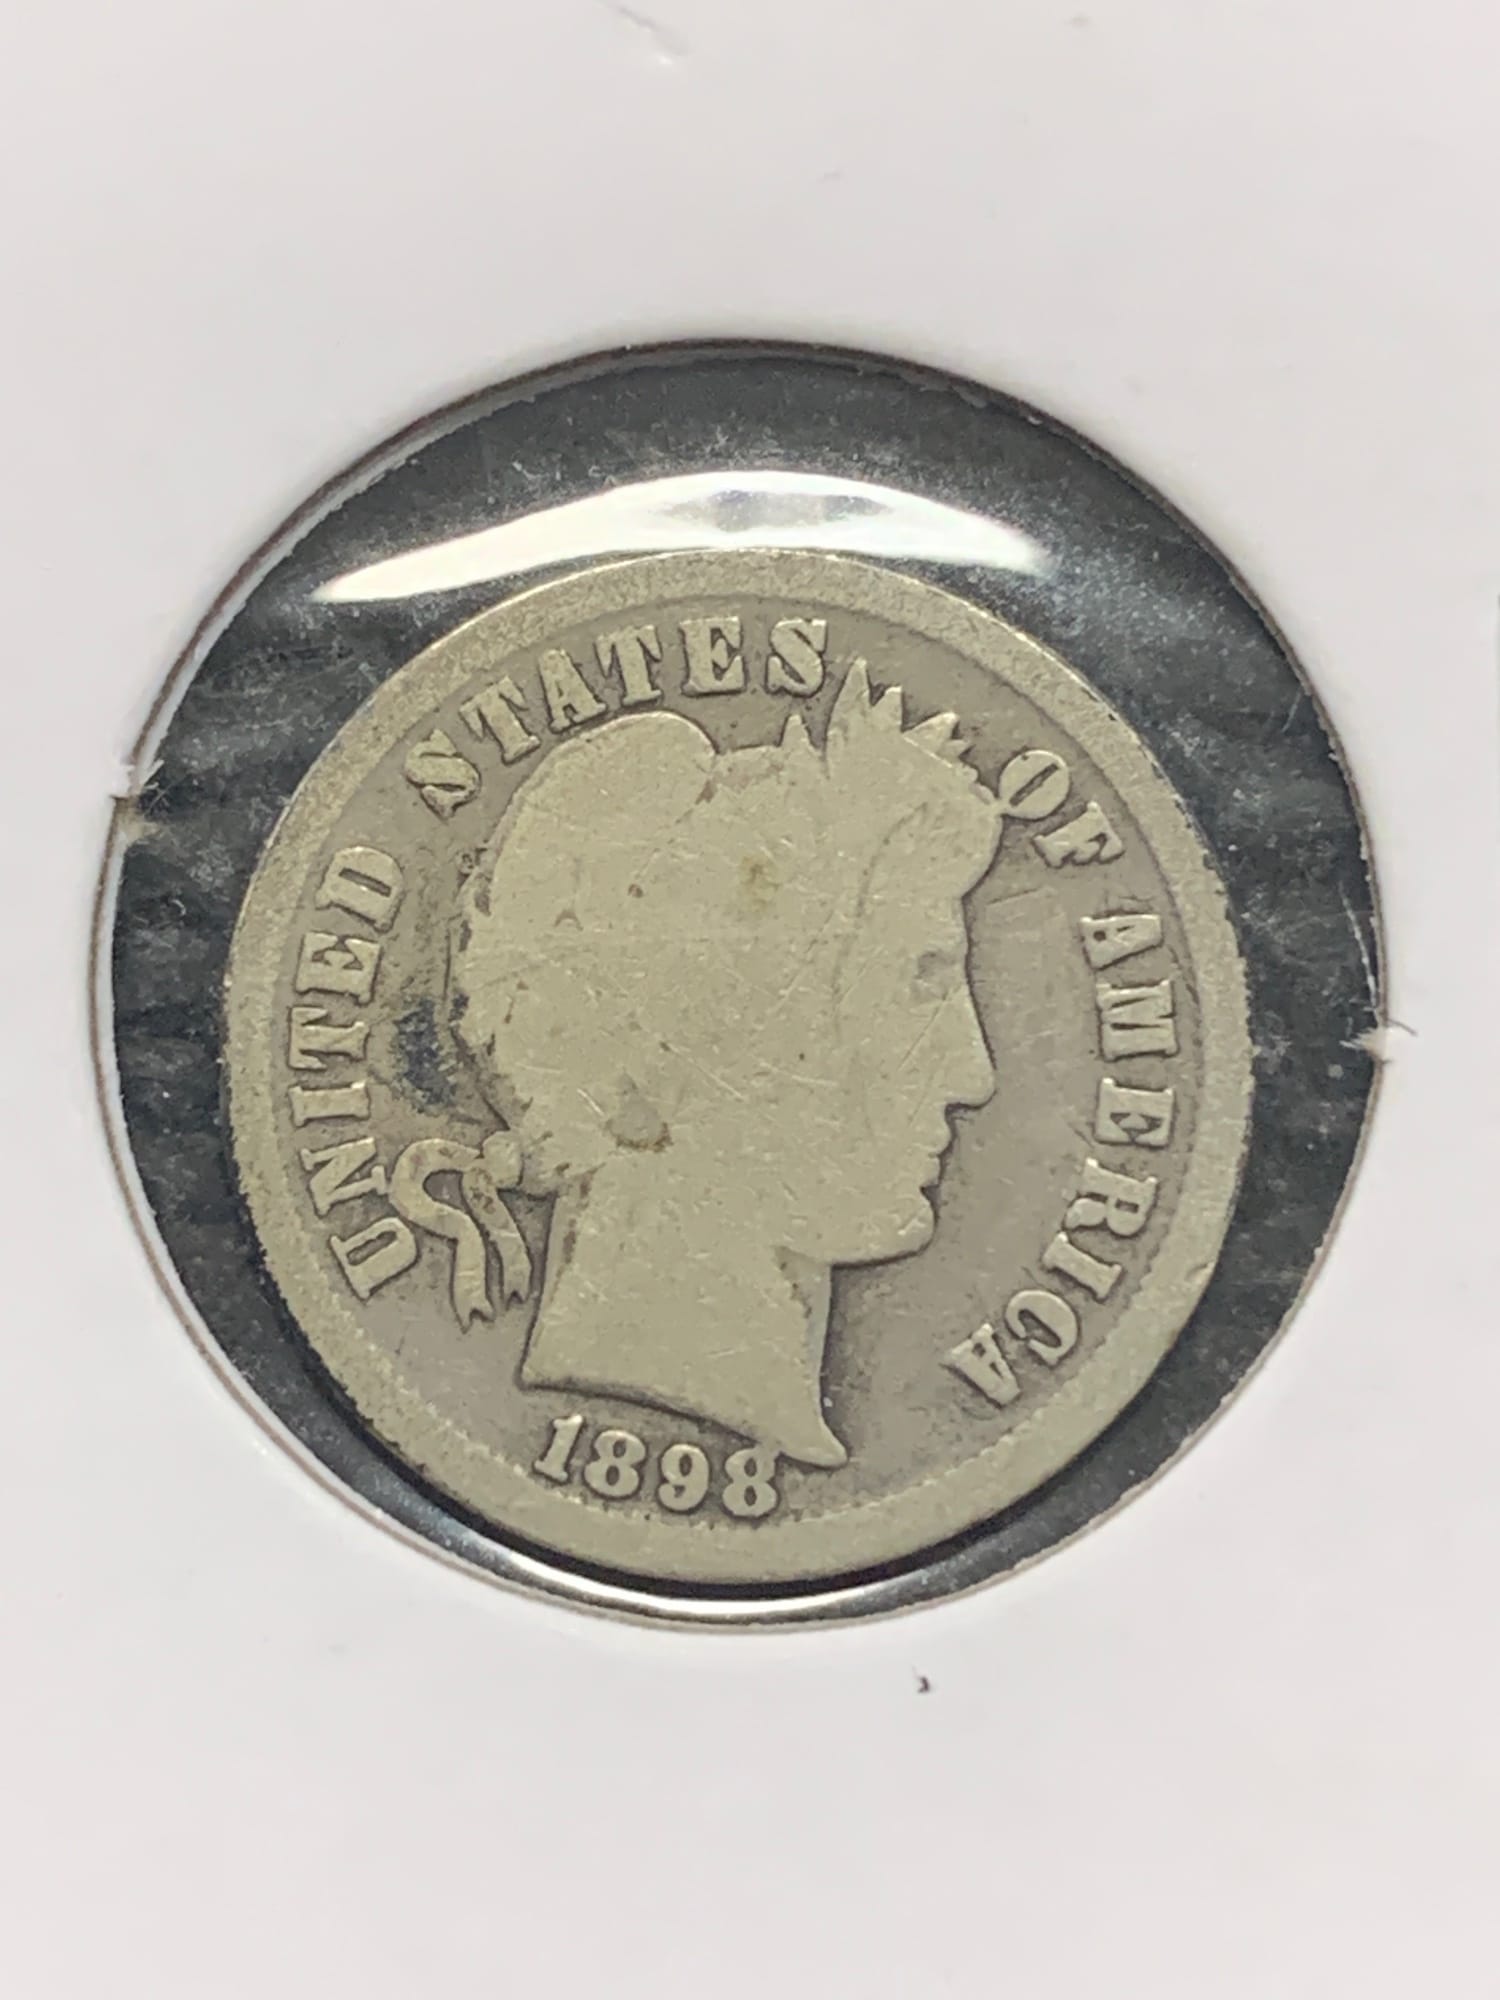 UNITED STATES OF AMERICA
1898